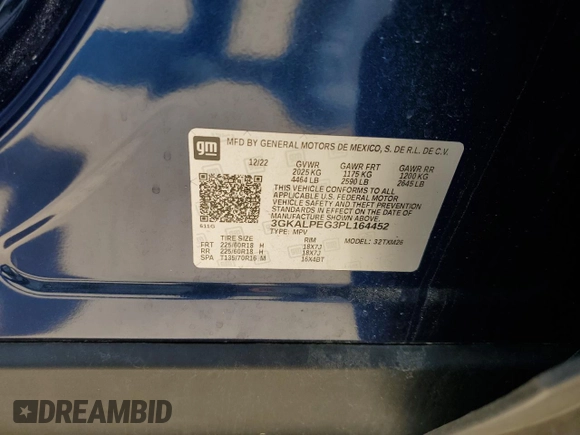 gm MFD BY GENERAL MOTORS DE MEXICO, S. DE R.L. DE C.V.
12/22 GVWR GAWR FRT GAWR RR
2025 KG 1175 KG 1200 KG
4464 LB 2590 LB 2645 LB
THIS VEHICLE CONFORMS TO ALL
APPLICABLE U.S. FEDERAL MOTOR
VEHICLE SAFETY AND THEFT PREVENTION
STANDARDS IN EFFECT ON THE DATE OF
MANUFACTURE SHOWN ABOVE.
3GKALPEG3PL164452
TYPE: MPV
TIRE SIZE RIM MODEL: 32TXM26
FRT 225/60R18 H 18X7J
RR 225/60R18 H 18X7J
SPA T135/70R16 M 16X4BT
DREAMBID